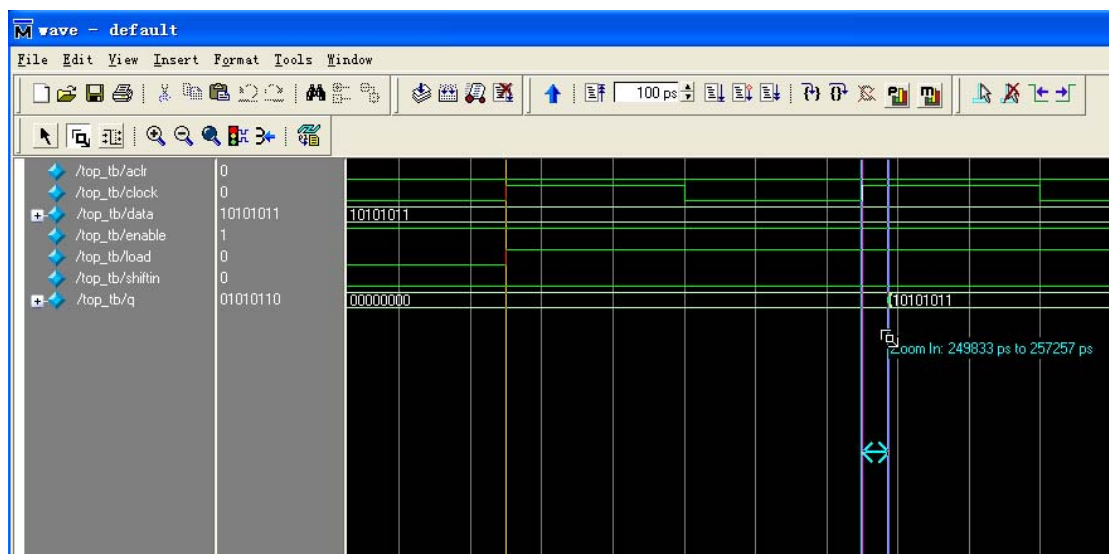 wave - default
File Edit View Insert Format Tools Window
100 ps
/top_tb/aclr 0
/top_tb/clock 0
/top_tb/data 10101011 10101011
/top_tb/enable 1
/top_tb/load 0
/top_tb/shiftin 0
/top_tb/q 01010110 00000000 10101011
Zoom In: 249833 ps to 257257 ps